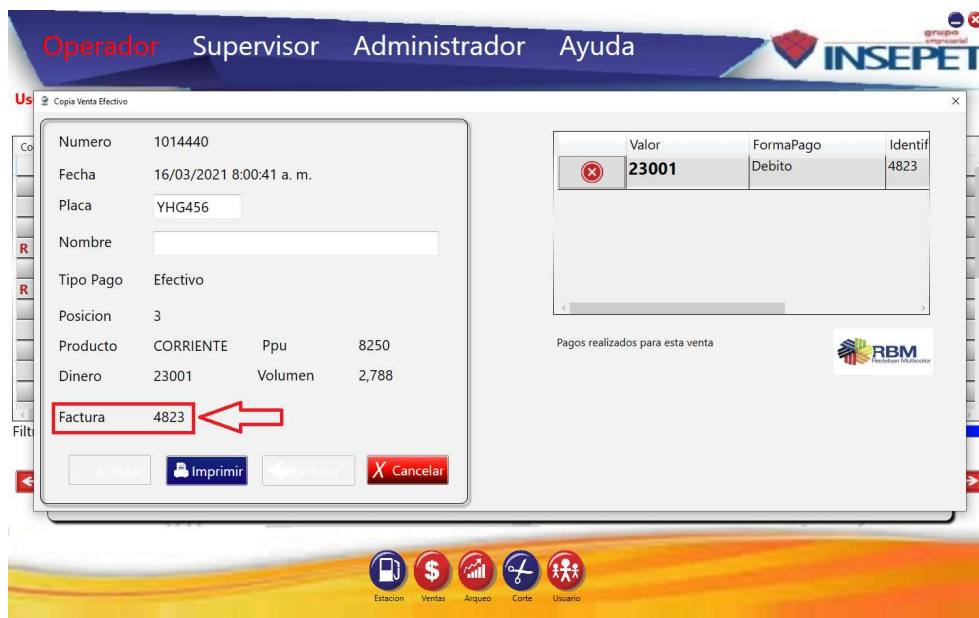 Operador Supervisor Administrador Ayuda
grupo
empresarial
INSEPET
Us
Copia Venta Efectivo
Co
Numero 1014440
Fecha 16/03/2021 8:00:41 a. m.
Placa YHG456
Nombre
Tipo Pago Efectivo
Posicion 3
Producto CORRIENTE Ppu 8250
Dinero 23001 Volumen 2,788
Factura 4823
Aceptar Imprimir Facturar X Cancelar
Valor FormaPago Identif
23001 Debito 4823
Pagos realizados para esta venta
RBM
Redeban Multicolor
R
R
Filt
Estacion Ventas Arqueo Corte Usuario